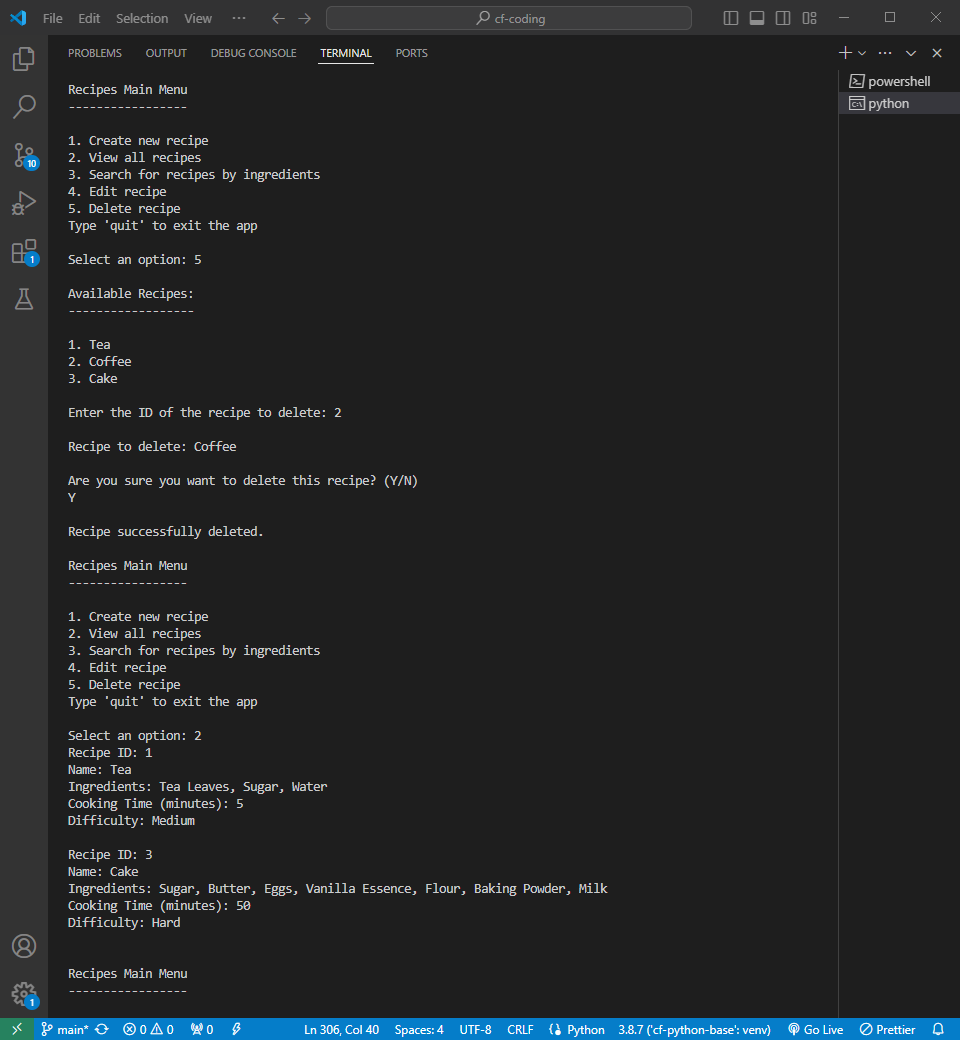 File Edit Selection View ··· cf-coding
PROBLEMS OUTPUT DEBUG CONSOLE TERMINAL PORTS
powershell
python
Recipes Main Menu
-----------------
1. Create new recipe
2. View all recipes
3. Search for recipes by ingredients
4. Edit recipe
5. Delete recipe
Type 'quit' to exit the app
Select an option: 5
Available Recipes:
------------------
1. Tea
2. Coffee
3. Cake
Enter the ID of the recipe to delete: 2
Recipe to delete: Coffee
Are you sure you want to delete this recipe? (Y/N)
Y
Recipe successfully deleted.
Recipes Main Menu
-----------------
1. Create new recipe
2. View all recipes
3. Search for recipes by ingredients
4. Edit recipe
5. Delete recipe
Type 'quit' to exit the app
Select an option: 2
Recipe ID: 1
Name: Tea
Ingredients: Tea Leaves, Sugar, Water
Cooking Time (minutes): 5
Difficulty: Medium
Recipe ID: 3
Name: Cake
Ingredients: Sugar, Butter, Eggs, Vanilla Essence, Flour, Baking Powder, Milk
Cooking Time (minutes): 50
Difficulty: Hard
Recipes Main Menu
-----------------
10
1
1
main* 0 0 0 Ln 306, Col 40 Spaces: 4 UTF-8 CRLF Python 3.8.7 ('cf-python-base': venv) Go Live Prettier